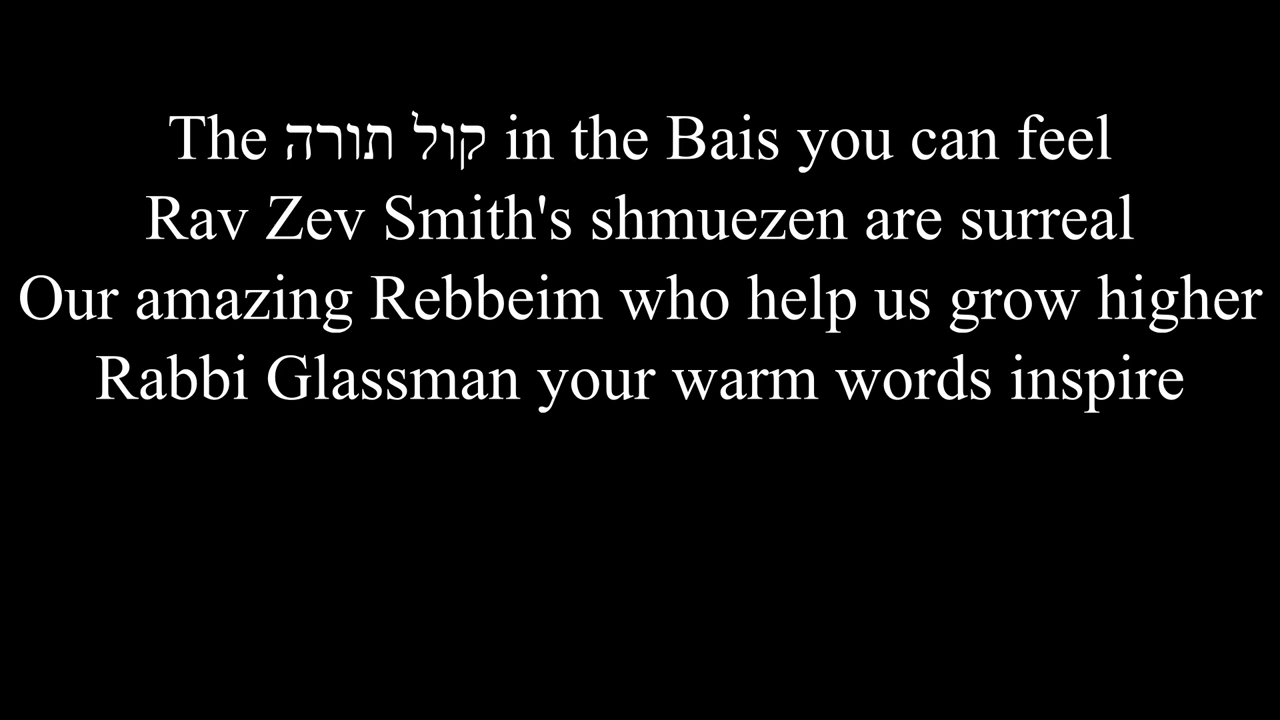 The קול תורה in the Bais you can feel
Rav Zev Smith's shmuezen are surreal
Our amazing Rebbeim who help us grow higher
Rabbi Glassman your warm words inspire